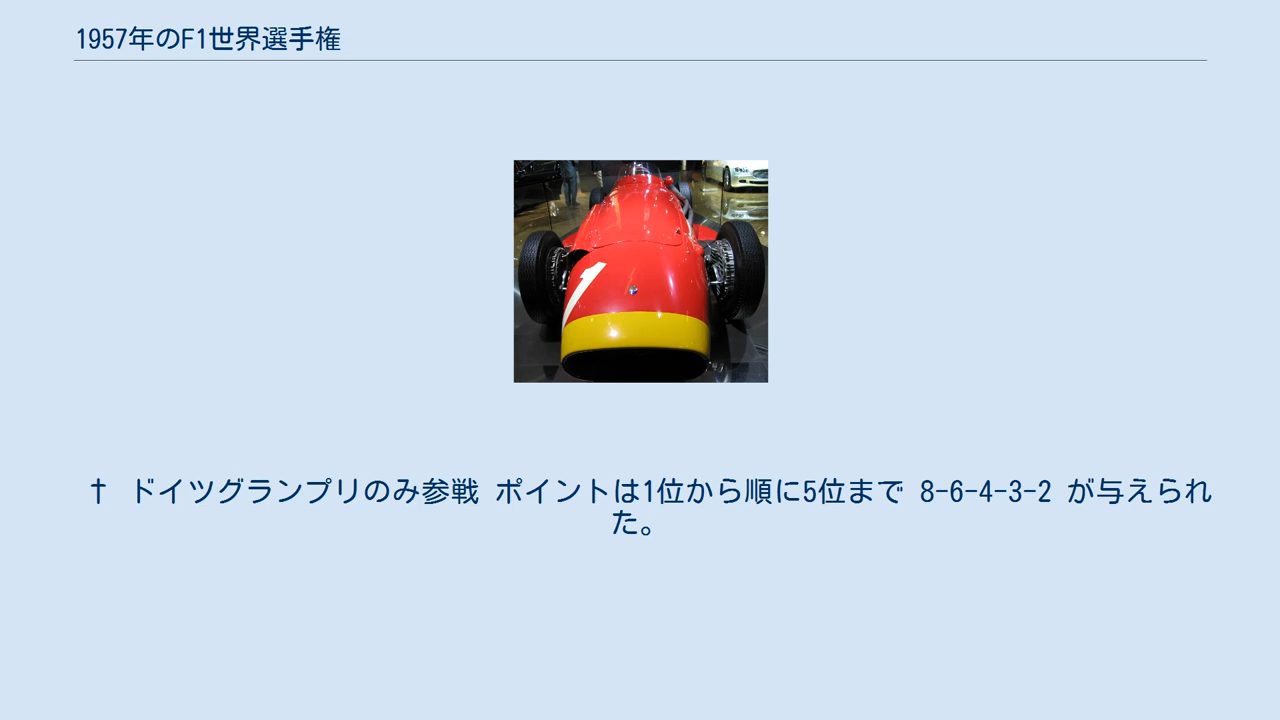 1957年のF1世界選手権
1
† ドイツグランプリのみ参戦 ポイントは1位から順に5位まで 8-6-4-3-2 が与えられ
た。